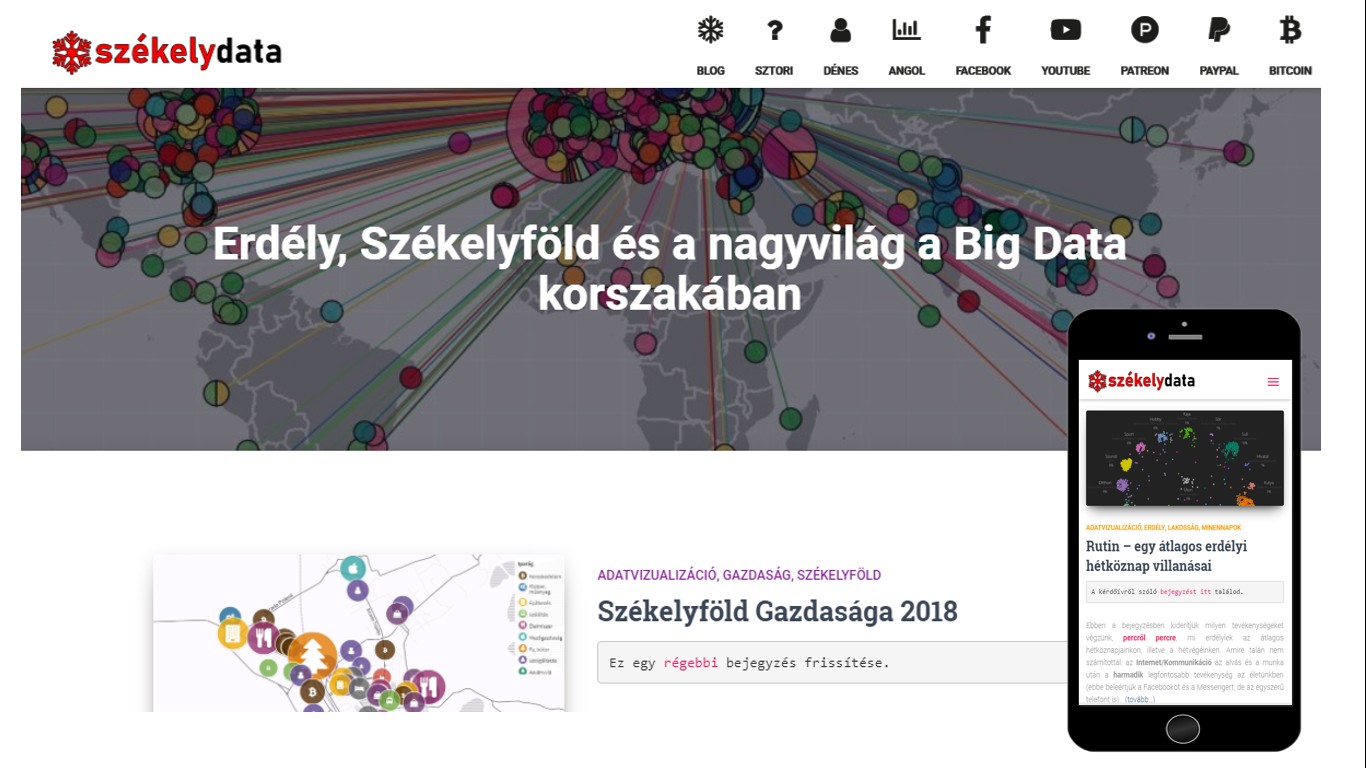 székelydata
BLOG SZTORI DÉNES ANGOL FACEBOOK YOUTUBE PATREON PAYPAL BITCOIN
Erdély, Székelyföld és a nagyvilág a Big Data
korszakában
ADATVIZUALIZÁCIÓ, GAZDASÁG, SZÉKELYFÖLD
Székelyföld Gazdasága 2018
Ez egy régebbi bejegyzés frissítése.
székelydata
ADATVIZUALIZÁCIÓ, ERDÉLY, LAKOSSÁG, MINENNAPOK
Rutin – egy átlagos erdélyi
hétköznap villanásai
A kérdőívről szóló bejegyzést itt találod.
Ebben a bejegyzésben kiderítjük milyen tevékenységeket
végzünk, percről percre, mi erdélyiek az átlagos
hétköznapjainkon, illetve a hétvégéinken. Amire talán nem
számítottál: az Internet/Kommunikáció az alvás és a munka
után a harmadik legfontosabb tevékenység az életünkben
(ebbe beleértjük a Facebookot és a Messengert, de az egyszerű
telefont is). (tovább…)